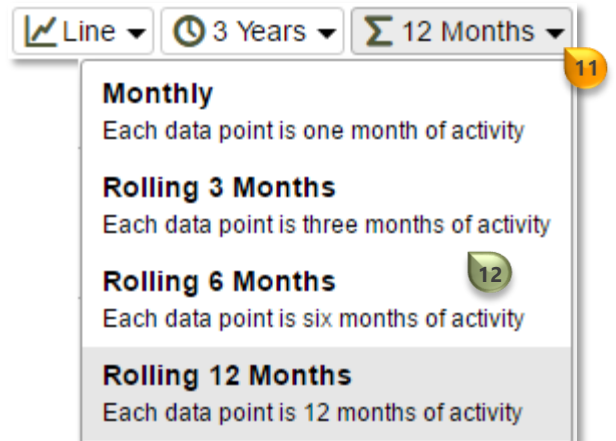 Line 3 Years 12 Months
11
Monthly
Each data point is one month of activity
Rolling 3 Months
Each data point is three months of activity
12
Rolling 6 Months
Each data point is six months of activity
Rolling 12 Months
Each data point is 12 months of activity